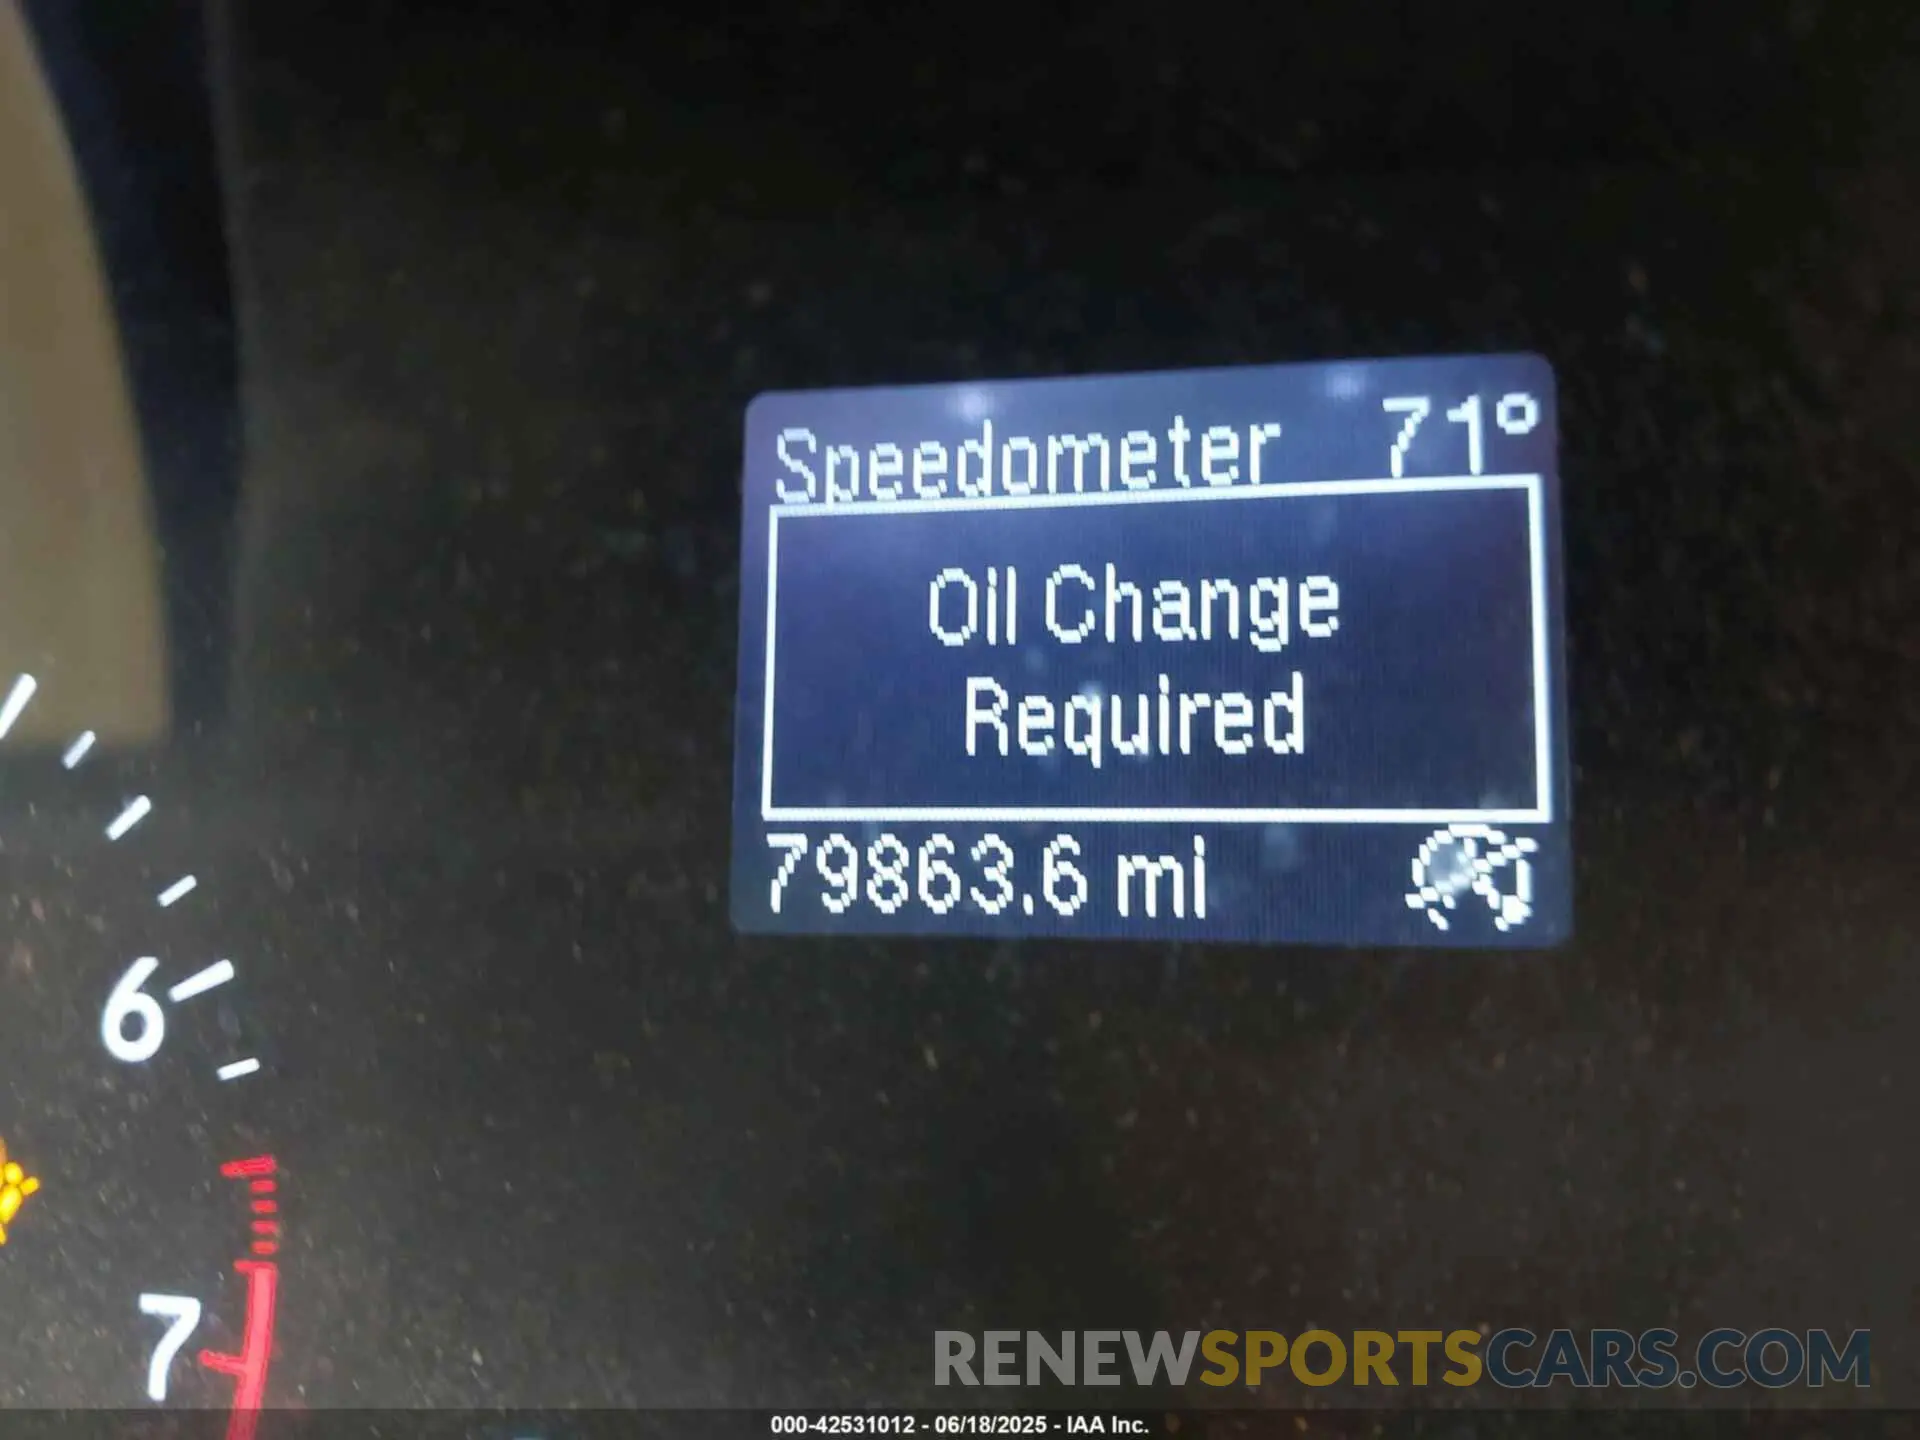 Speedometer 71°
Oil Change
Required
79863.6 mi
6
7
RENEWSPORTSCARS.COM
000-42531012 - 06/18/2025 - IAA Inc.